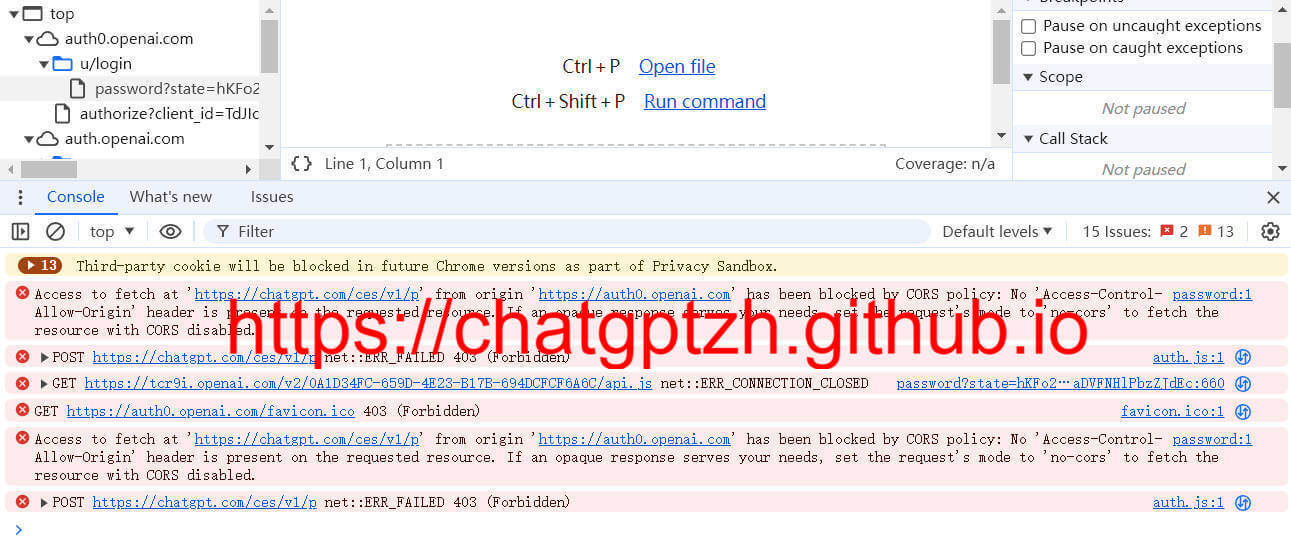 top
auth0.openai.com
u/login
password?state=hKFo2
authorize?client_id=TdJIc
auth.openai.com
Ctrl + P Open file
Ctrl + Shift + P Run command
{ } Line 1, Column 1 Coverage: n/a
Breakpoints
Pause on uncaught exceptions
Pause on caught exceptions
Scope
Not paused
Call Stack
Not paused
Console What's new Issues
top Filter Default levels 15 Issues: 2 13
13 Third-party cookie will be blocked in future Chrome versions as part of Privacy Sandbox.
Access to fetch at 'https://chatgpt.com/ces/v1/p' from origin 'https://auth0.openai.com' has been blocked by CORS policy: No 'Access-Control- password:1
Allow-Origin' header is present on the requested resource. If an opaque response serves your needs, set the request's mode to 'no-cors' to fetch the
resource with CORS disabled.
https://chatgptzh.github.io
POST https://chatgpt.com/ces/v1/p net::ERR_FAILED 403 (Forbidden) auth.js:1
GET https://tcr9i.openai.com/v2/0A1D34FC-659D-4E23-B17B-694DCFCF6A6C/api.js net::ERR_CONNECTION_CLOSED password?state=hKFo2…aDVFNHlPbzZJdEc:660
GET https://auth0.openai.com/favicon.ico 403 (Forbidden) favicon.ico:1
Access to fetch at 'https://chatgpt.com/ces/v1/p' from origin 'https://auth0.openai.com' has been blocked by CORS policy: No 'Access-Control- password:1
Allow-Origin' header is present on the requested resource. If an opaque response serves your needs, set the request's mode to 'no-cors' to fetch the
resource with CORS disabled.
POST https://chatgpt.com/ces/v1/p net::ERR_FAILED 403 (Forbidden) auth.js:1